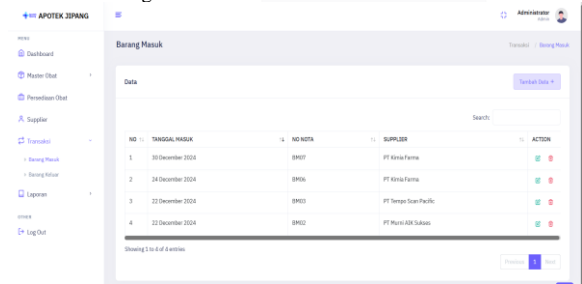 APOTEK JIPANG
Administrator
Admin
MENU
Dashboard
Master Obat
Persediaan Obat
Supplier
Transaksi
Barang Masuk
Barang Keluar
Laporan
OTHER
Log Out
Barang Masuk
Transaksi / Barang Masuk
Data
Tambah Data +
Search:
NO TANGGAL MASUK NO NOTA SUPPLIER ACTION
1 30 December 2024 BM07 PT Kimia Farma
2 24 December 2024 BM06 PT Kimia Farma
3 22 December 2024 BM03 PT Tempo Scan Pacific
4 22 December 2024 BM02 PT Murni AIK Sukses
Showing 1 to 4 of 4 entries
Previous 1 Next